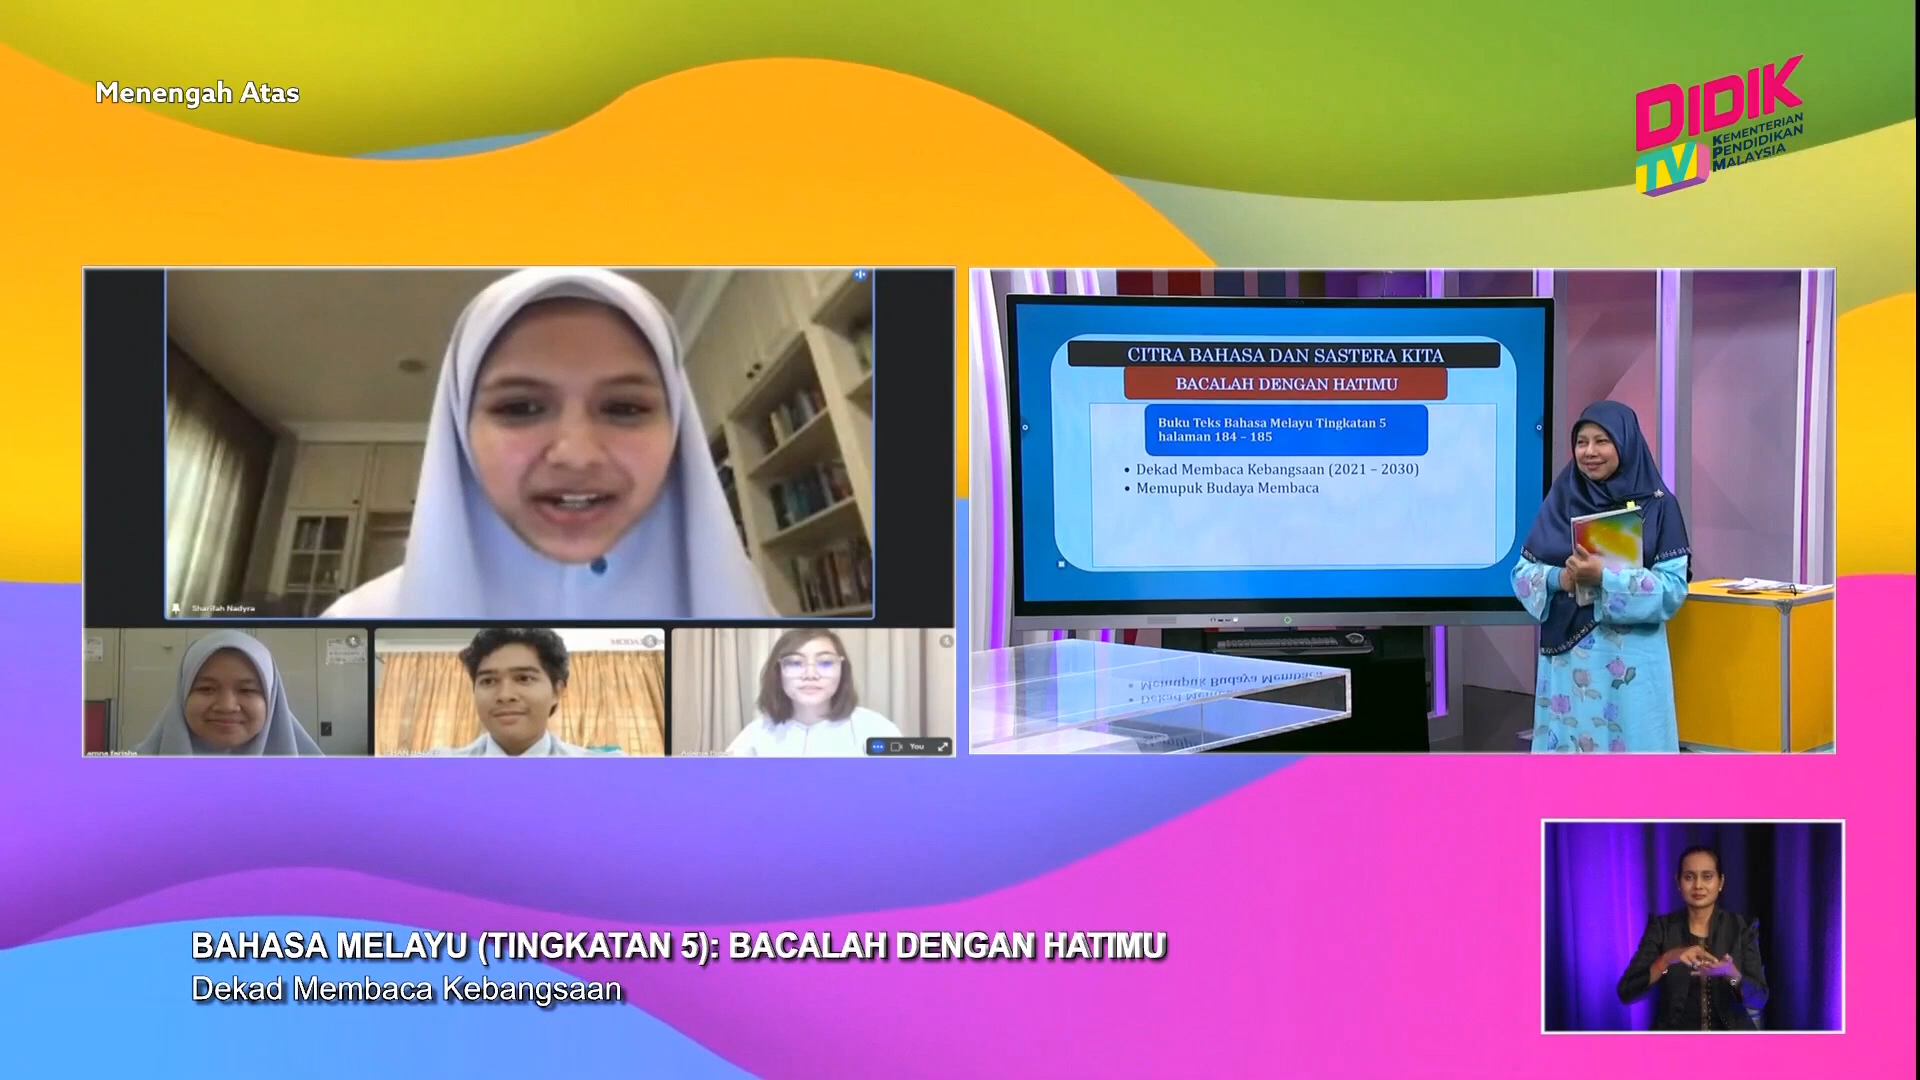 Menengah Atas
DIDIK
TV
KEMENTERIAN
PENDIDIKAN
MALAYSIA
Sharifah Nadyra
You
CITRA BAHASA DAN SASTERA KITA
BACALAH DENGAN HATIMU
Buku Teks Bahasa Melayu Tingkatan 5
halaman 184 – 185
• Dekad Membaca Kebangsaan (2021 – 2030)
• Memupuk Budaya Membaca
BAHASA MELAYU (TINGKATAN 5): BACALAH DENGAN HATIMU
Dekad Membaca Kebangsaan